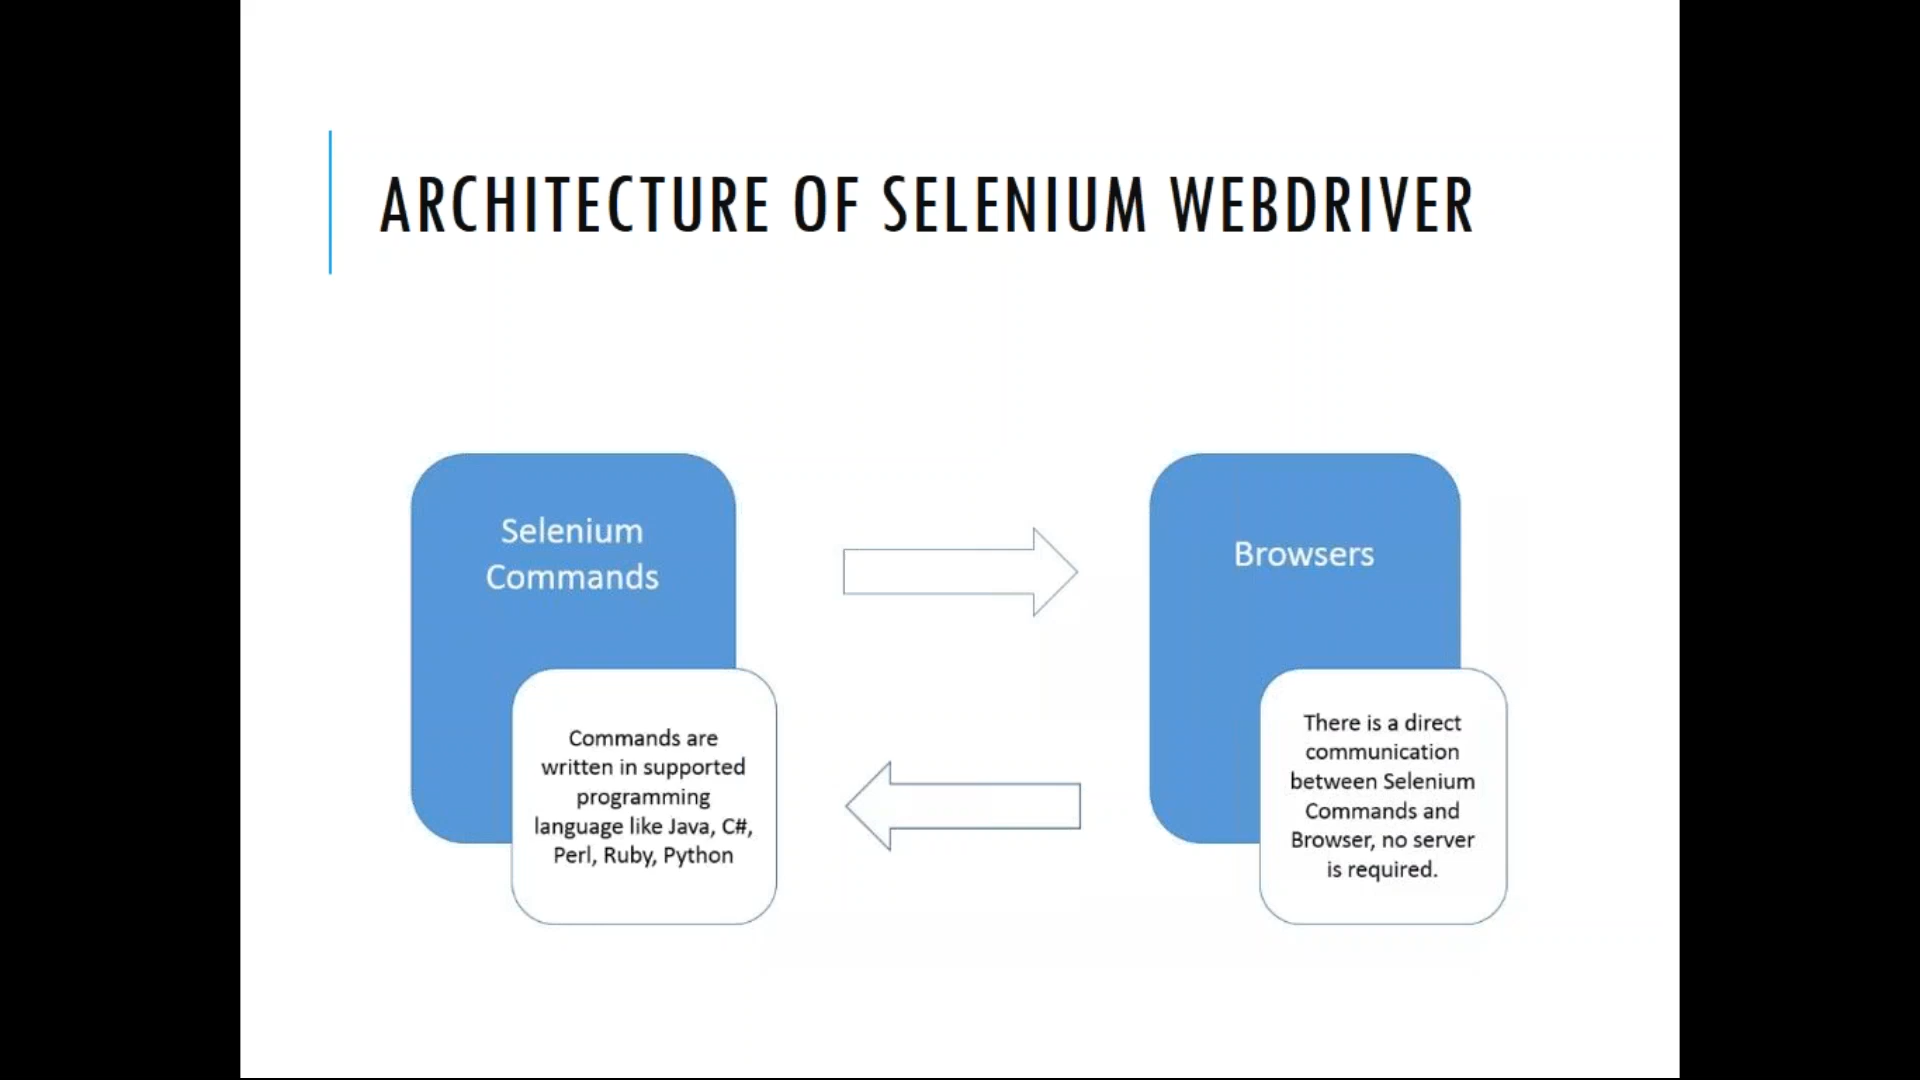 ARCHITECTURE OF SELENIUM WEBDRIVER
Selenium
Commands
Commands are
written in supported
programming
language like Java, C#,
Perl, Ruby, Python
Browsers
There is a direct
communication
between Selenium
Commands and
Browser, no server
is required.